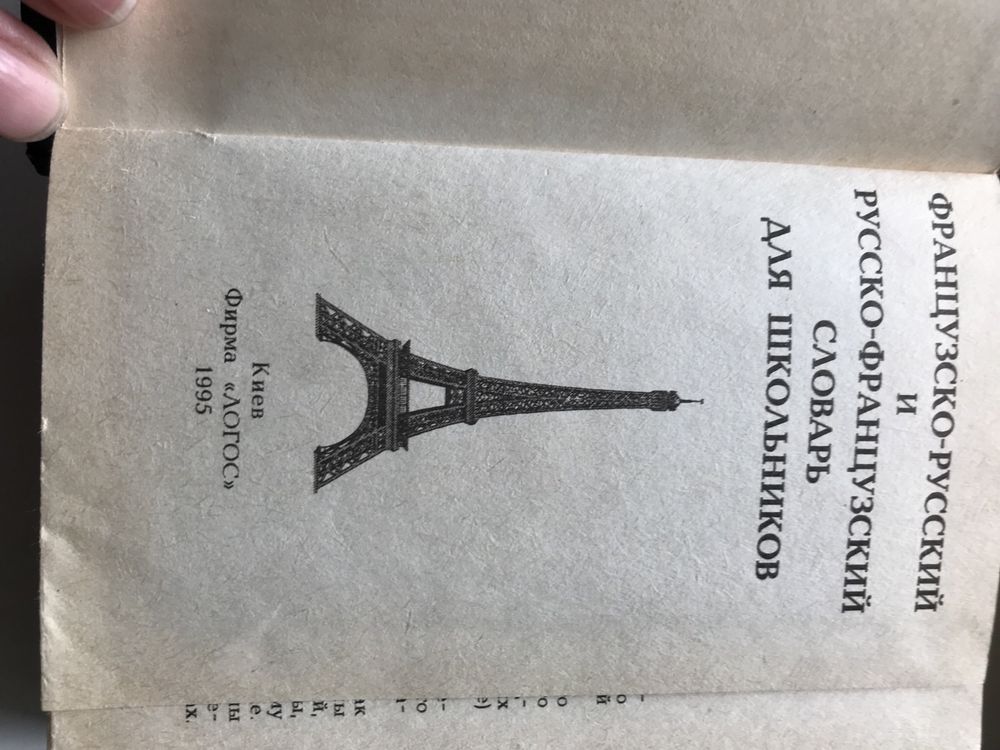 ФРАНЦУЗСКО-РУССКИЙ
И
РУССКО-ФРАНЦУЗСКИЙ
СЛОВАРЬ
ДЛЯ ШКОЛЬНИКОВ
Киев
Фирма «ЛОГОС»
1995